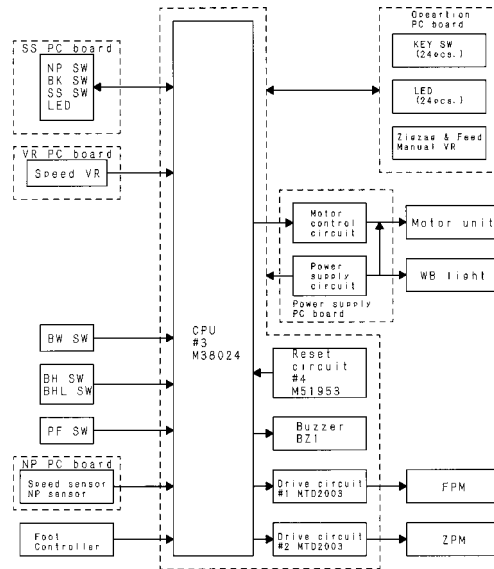 SS PC board
NP SW
BK SW
SS SW
LED
VR PC board
Speed VR
BW SW
BH SW
BHL SW
PF SW
NP PC board
Speed sensor
NP sensor
Foot
Controller
CPU
#3
M38024
Opeartion
PC board
KEY SW
(24pcs.)
LED
(24pcs.)
Zigzag & Feed
Manual VR
Motor
control
circuit
Motor unit
Power
supply
circuit
WB light
Power supply
PC board
Reset
circuit
#4
M51953
Buzzer
BZ1
Drive circuit
#1 MTD2003
FPM
Drive circuit
#2 MTD2003
ZPM